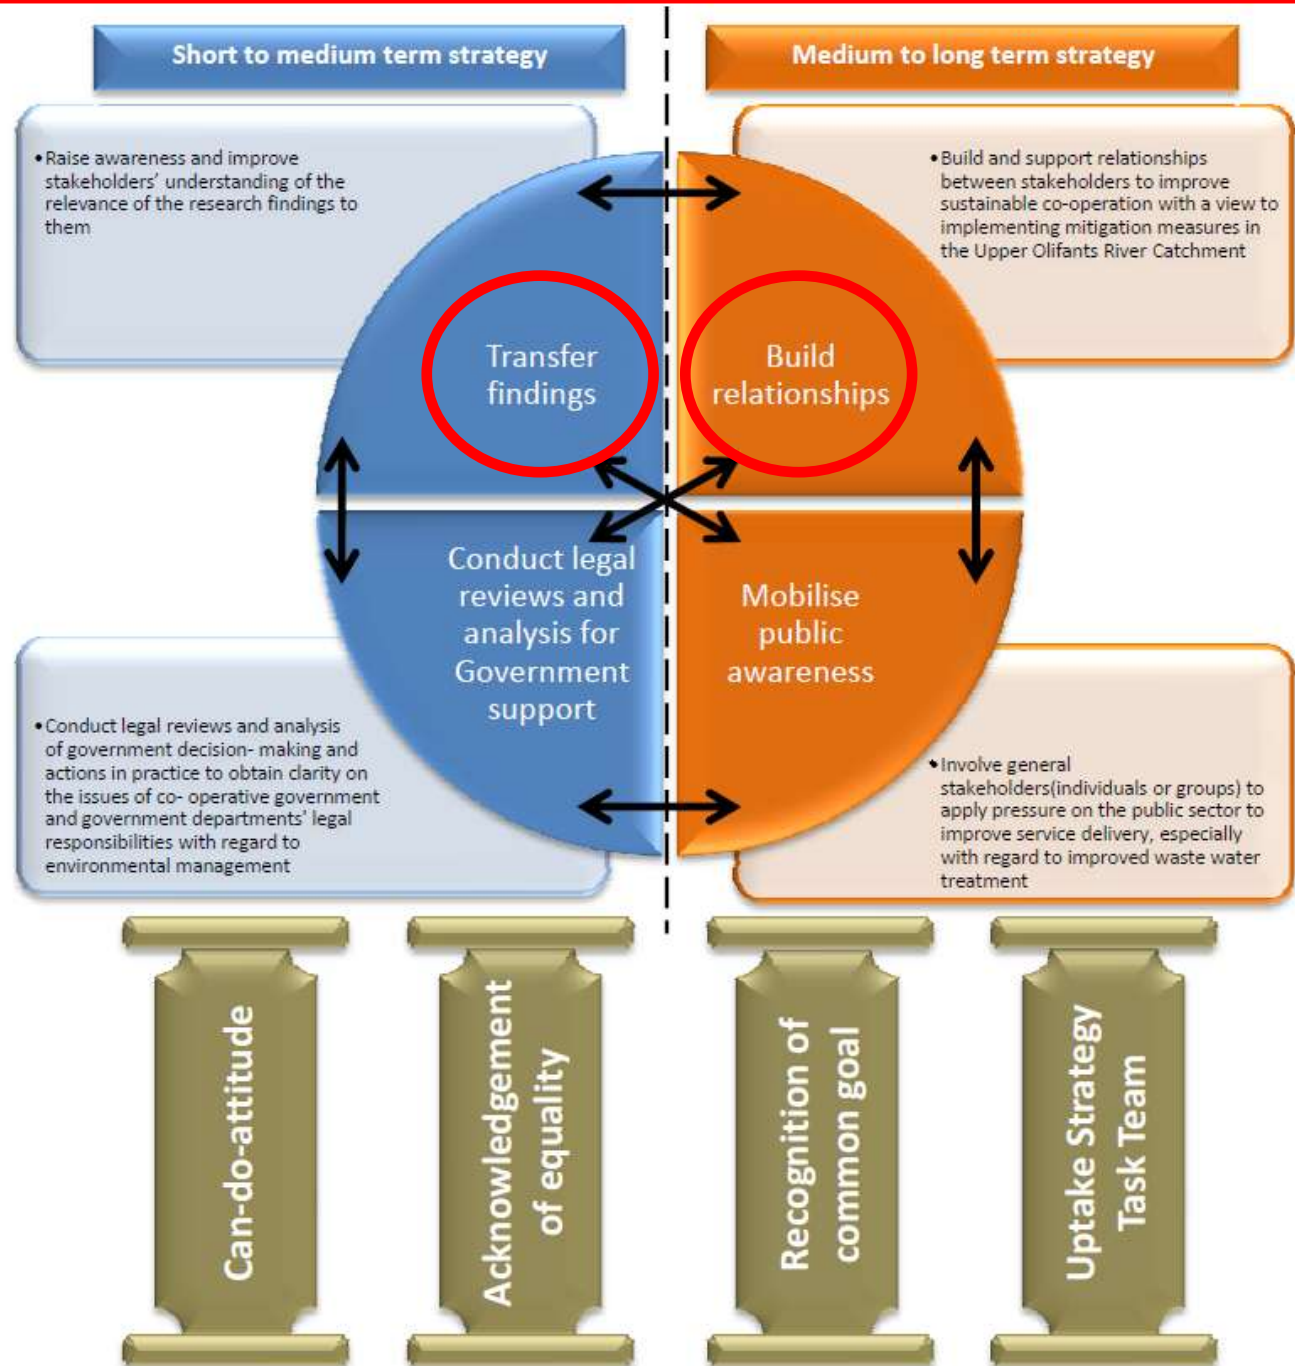 Short to medium term strategy
Medium to long term strategy
•Raise awareness and improve
stakeholders' understanding of the
relevance of the research findings to
them
•Build and support relationships
between stakeholders to improve
sustainable co-operation with a view to
implementing mitigation measures in
the Upper Olifants River Catchment
Transfer
findings
Build
relationships
Conduct legal
reviews and
analysis for
Government
support
Mobilise
public
awareness
•Conduct legal reviews and analysis
of government decision- making and
actions in practice to obtain clarity on
the issues of co- operative government
and government departments' legal
responsibilities with regard to
environmental management
•Involve general
stakeholders(individuals or groups) to
apply pressure on the public sector to
improve service delivery, especially
with regard to improved waste water
treatment
Can-do-attitude
Acknowledgement
of equality
Recognition of
common goal
Uptake Strategy
Task Team